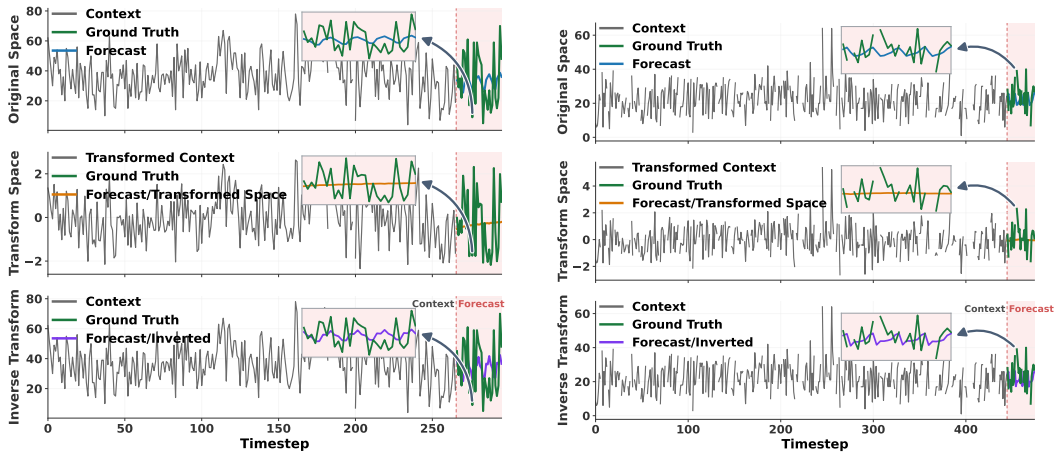 Original Space
80
60
40
20
Context
Ground Truth
Forecast
Transform Space
2
0
−2
Transformed Context
Ground Truth
Forecast/Transformed Space
Inverse Transform
80
60
40
20
Context
Ground Truth
Forecast/Inverted
Context
Forecast
0
50
100
150
200
250
Timestep
Original Space
60
40
20
0
Context
Ground Truth
Forecast
Transform Space
4
2
0
−2
Transformed Context
Ground Truth
Forecast/Transformed Space
Inverse Transform
60
40
20
0
Context
Ground Truth
Forecast/Inverted
Context
Forecast
0
100
200
300
400
Timestep